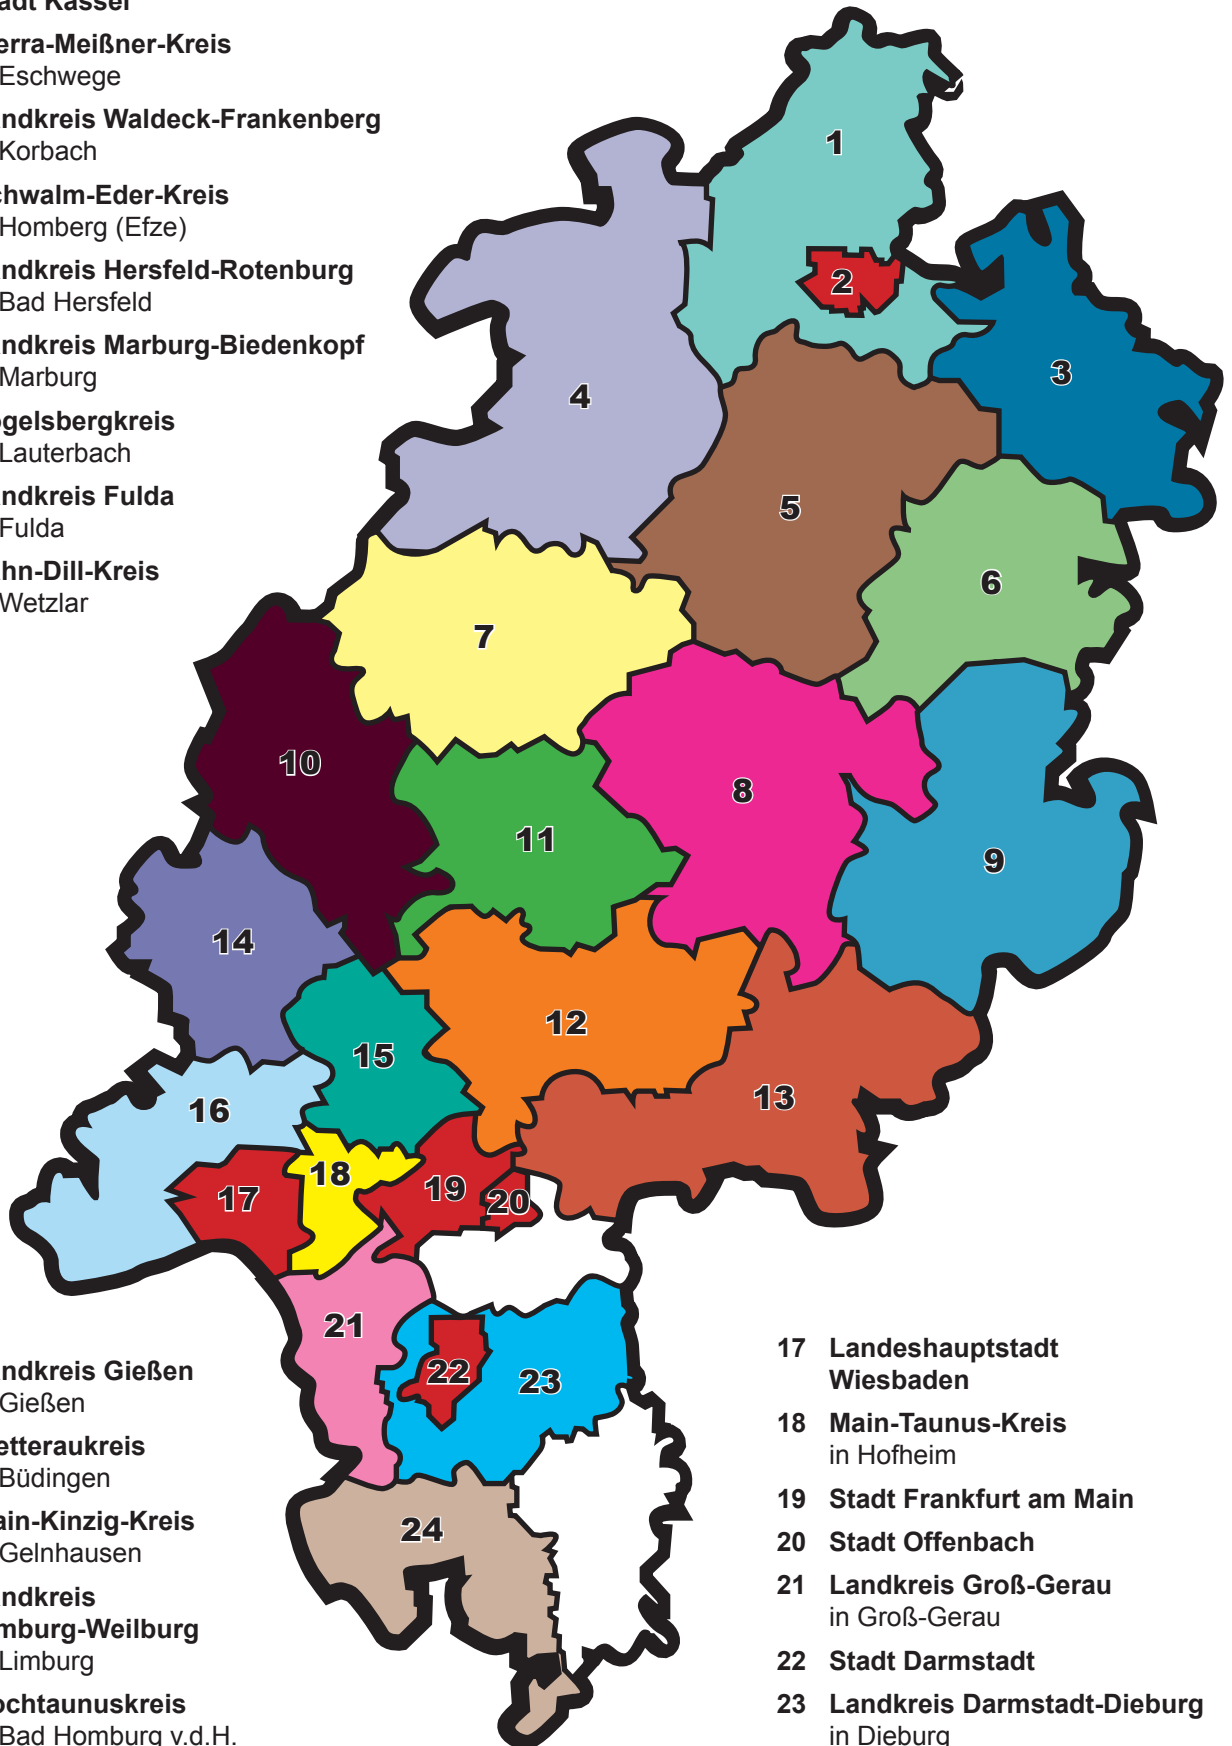 adt Kassel
erra-Meißner-Kreis
Eschwege
ndkreis Waldeck-Frankenberg
Korbach
chwalm-Eder-Kreis
Homberg (Efze)
ndkreis Hersfeld-Rotenburg
Bad Hersfeld
ndkreis Marburg-Biedenkopf
Marburg
ogelsbergkreis
Lauterbach
ndkreis Fulda
Fulda
hn-Dill-Kreis
Wetzlar
1
2
3
4
5
6
7
8
9
10
11
12
13
14
15
16
17
18
19
20
21
22
23
24
ndkreis Gießen
Gießen
etteraukreis
Büdingen
ain-Kinzig-Kreis
Gelnhausen
ndkreis
mburg-Weilburg
Limburg
ochtaunuskreis
Bad Homburg v.d.H.
17 Landeshauptstadt
Wiesbaden
18 Main-Taunus-Kreis
in Hofheim
19 Stadt Frankfurt am Main
20 Stadt Offenbach
21 Landkreis Groß-Gerau
in Groß-Gerau
22 Stadt Darmstadt
23 Landkreis Darmstadt-Dieburg
in Dieburg